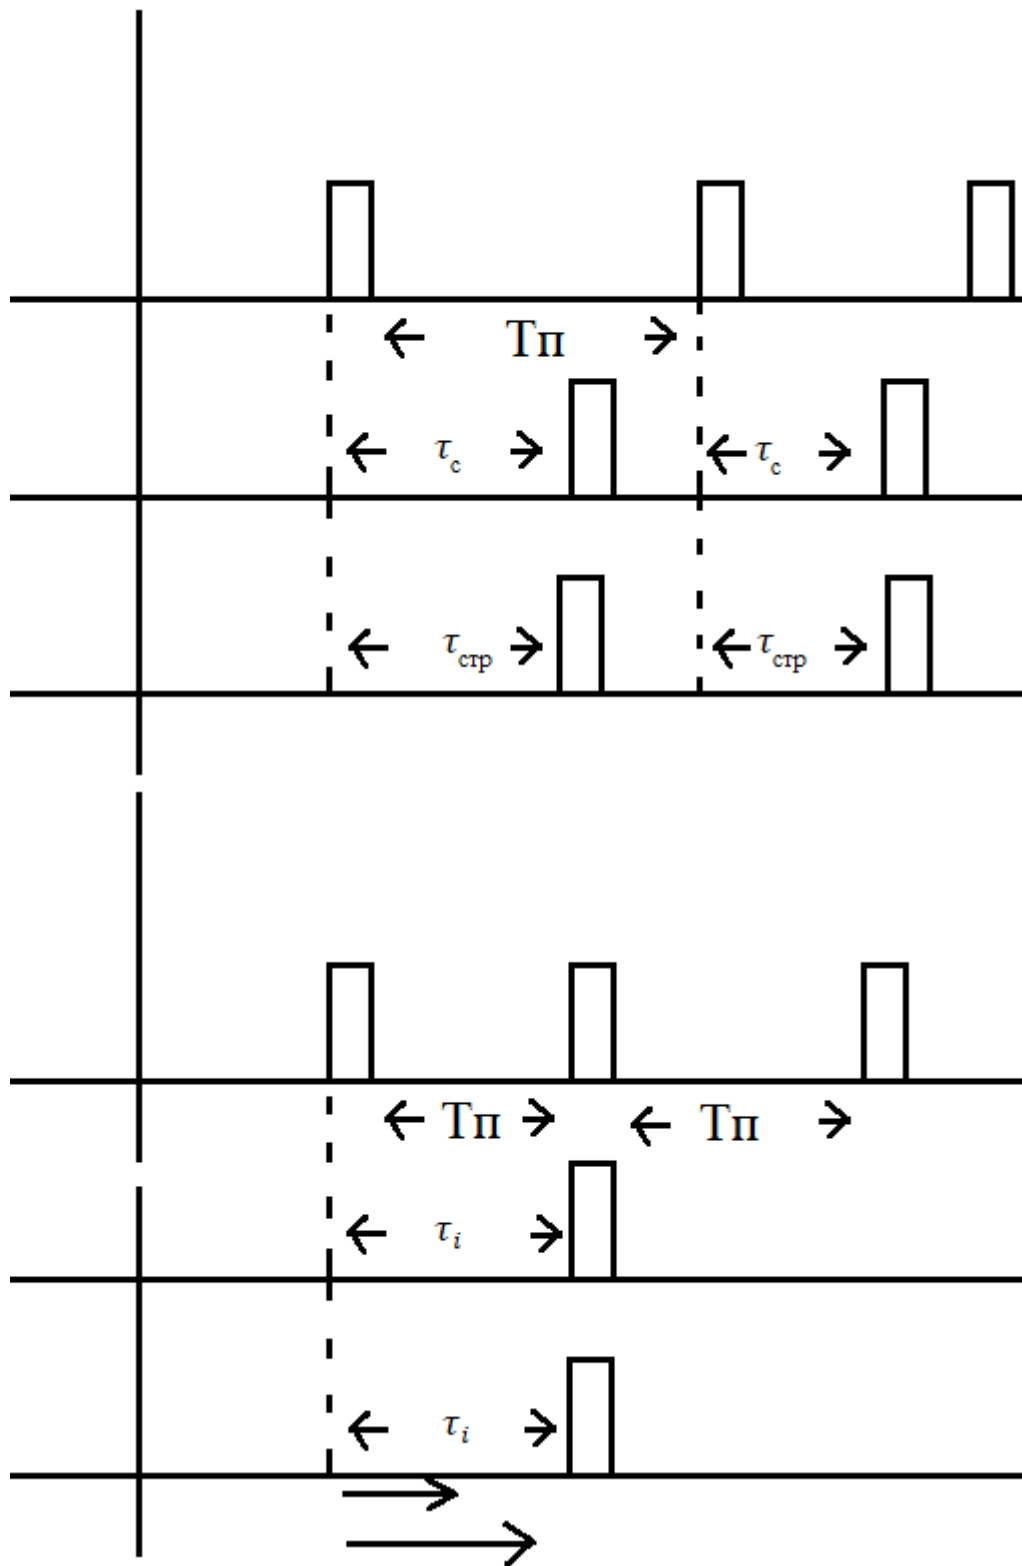 Тп
τс τс
τстр τстр
Тп Тп
τi
τi